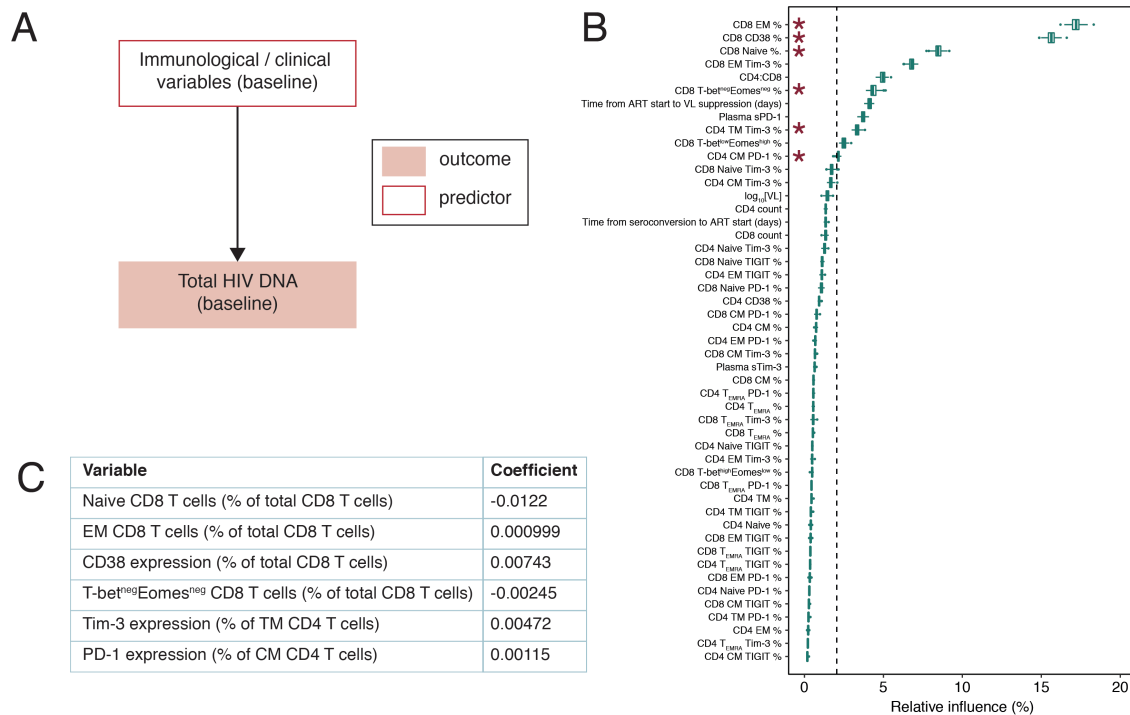 A
Immunological / clinical
variables (baseline)
outcome
predictor
Total HIV DNA
(baseline)
B
CD8 EM %
CD8 CD38 %
CD8 Naive %.
CD8 EM Tim-3 %
CD4:CD8
CD8 T-betⁿᵉᵍEomesⁿᵉᵍ %
Time from ART start to VL suppression (days)
Plasma sPD-1
CD4 TM Tim-3 %
CD8 T-betˡᵒʷEomesʰⁱᵍʰ %
CD4 CM PD-1 %
CD8 Naive Tim-3 %
CD4 CM Tim-3 %
log₁₀[VL]
CD4 count
Time from seroconversion to ART start (days)
CD8 count
CD4 Naive Tim-3 %
CD8 Naive TIGIT %
CD4 EM TIGIT %
CD8 Naive PD-1 %
CD4 CD38 %
CD8 CM PD-1 %
CD4 CM %
CD4 EM PD-1 %
CD8 CM Tim-3 %
Plasma sTim-3
CD8 CM %
CD4 TEMRA PD-1 %
CD4 TEMRA %
CD8 TEMRA Tim-3 %
CD8 TEMRA %
CD4 Naive TIGIT %
CD4 EM Tim-3 %
CD8 T-betʰⁱᵍʰEomesˡᵒʷ %
CD8 TEMRA PD-1 %
CD4 TM %
CD4 TM TIGIT %
CD4 Naive %
CD8 EM TIGIT %
CD8 TEMRA TIGIT %
CD4 TEMRA TIGIT %
CD8 EM PD-1 %
CD4 Naive PD-1 %
CD8 CM TIGIT %
CD4 TM PD-1 %
CD4 EM %
CD4 TEMRA Tim-3 %
CD4 CM TIGIT %
0 5 10 15 20
Relative influence (%)
C
Variable Coefficient
Naive CD8 T cells (% of total CD8 T cells) -0.0122
EM CD8 T cells (% of total CD8 T cells) 0.000999
CD38 expression (% of total CD8 T cells) 0.00743
T-betⁿᵉᵍEomesⁿᵉᵍ CD8 T cells (% of total CD8 T cells) -0.00245
Tim-3 expression (% of TM CD4 T cells) 0.00472
PD-1 expression (% of CM CD4 T cells) 0.00115